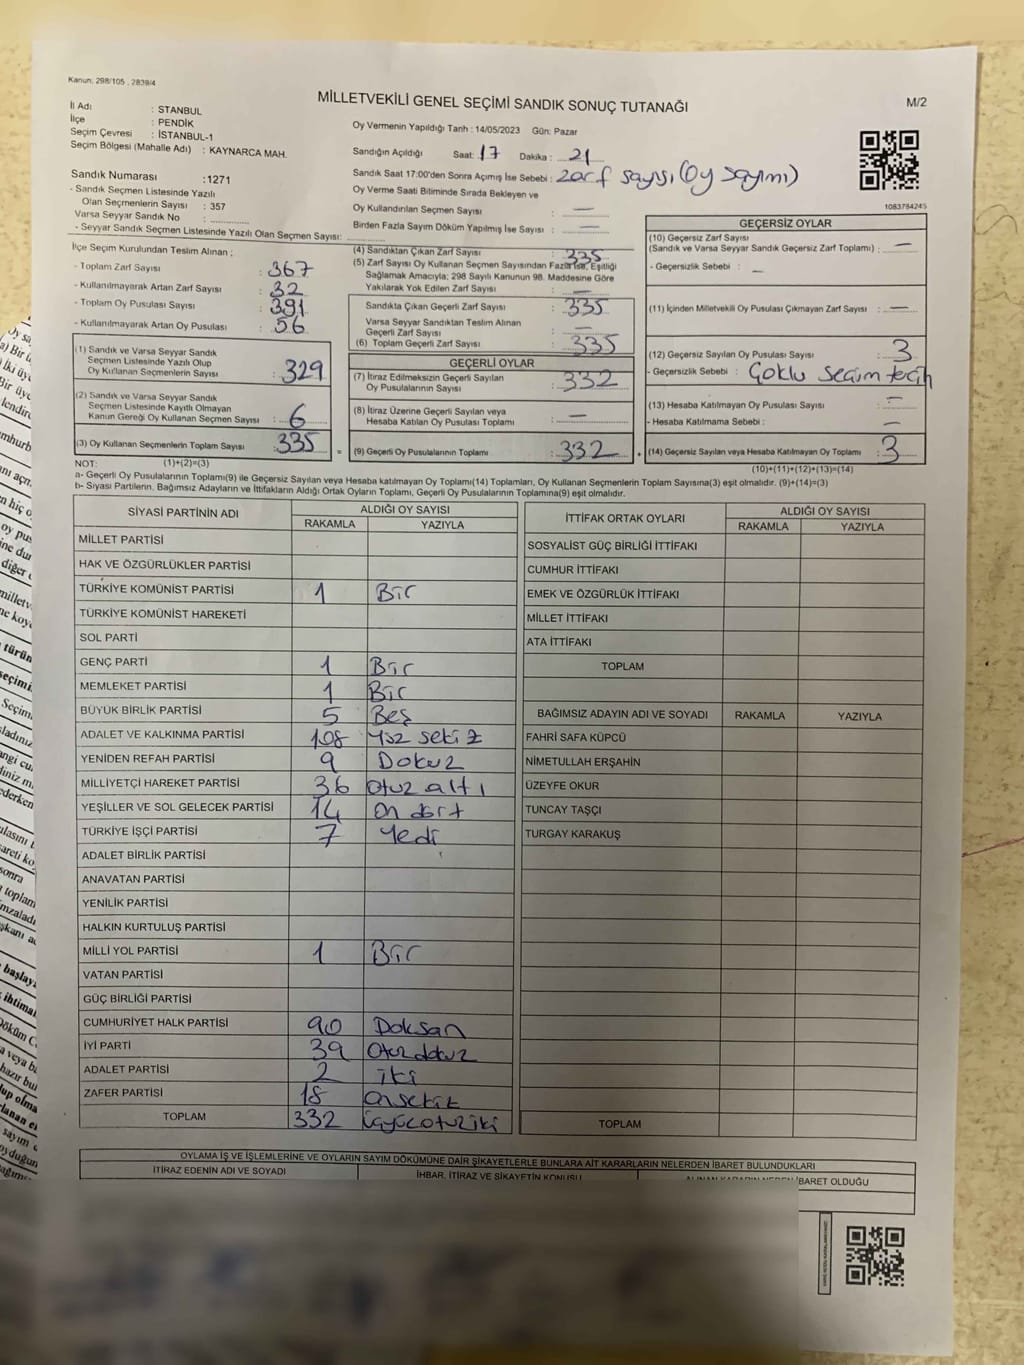 Kanun: 298/105 , 2839/4
MİLLETVEKİLİ GENEL SEÇİMİ SANDIK SONUÇ TUTANAĞI
M/2
İl Adı : STANBUL
İlçe : PENDİK
Seçim Çevresi : İSTANBUL-1
Seçim Bölgesi (Mahalle Adı) : KAYNARCA MAH.
Sandık Numarası :1271
- Sandık Seçmen Listesinde Yazılı
Olan Seçmenlerin Sayısı : 357
Varsa Seyyar Sandık No :
- Seyyar Sandık Seçmen Listesinde Yazılı Olan Seçmen Sayısı:
Oy Vermenin Yapıldığı Tarih : 14/05/2023 Gün: Pazar
Sandığın Açıldığı Saat: 17 Dakika : 21
Sandık Saat 17:00'den Sonra Açımış İse Sebebi : zarf sayısı (oy sayımı)
Oy Verme Saati Bitiminde Sırada Bekleyen ve
Oy Kullandırılan Seçmen Sayısı : —
Birden Fazla Sayım Döküm Yapılmış İse Sayısı : —
1083784245
İlçe Seçim Kurulundan Teslim Alınan ;
- Toplam Zarf Sayısı : 367
- Kullanılmayarak Artan Zarf Sayısı : 32
- Toplam Oy Pusulası Sayısı : 391
- Kullanılmayarak Artan Oy Pusulası : 56
(1) Sandık ve Varsa Seyyar Sandık
Seçmen Listesinde Yazılı Olup
Oy Kullanan Seçmenlerin Sayısı : 329
(2) Sandık ve Varsa Seyyar Sandık
Seçmen Listesinde Kayıtlı Olmayan
Kanun Gereği Oy Kullanan Seçmen Sayısı : 6
(3) Oy Kullanan Seçmenlerin Toplam Sayısı : 335 =
(1)+(2)=(3)
(4) Sandıktan Çıkan Zarf Sayısı : 335
(5) Zarf Sayısı Oy Kullanan Seçmen Sayısından Fazla İse, Eşitliği
Sağlamak Amacıyla; 298 Sayılı Kanunun 98. Maddesine Göre
Yakılarak Yok Edilen Zarf Sayısı : —
Sandıkta Çıkan Geçerli Zarf Sayısı : 335
Varsa Seyyar Sandıktan Teslim Alınan
Geçerli Zarf Sayısı : —
(6) Toplam Geçerli Zarf Sayısı : 335
GEÇERLİ OYLAR
(7) İtiraz Edilmeksizin Geçerli Sayılan
Oy Pusulalarının Sayısı : 332
(8) İtiraz Üzerine Geçerli Sayılan veya
Hesaba Katılan Oy Pusulası Toplamı : —
(9) Geçerli Oy Pusulalarının Toplamı : 332 +
GEÇERSİZ OYLAR
(10) Geçersiz Zarf Sayısı
(Sandık ve Varsa Seyyar Sandık Geçersiz Zarf Toplamı) : —
- Geçersizlik Sebebi : —
(11) İçinden Milletvekili Oy Pusulası Çıkmayan Zarf Sayısı : —
(12) Geçersiz Sayılan Oy Pusulası Sayısı : 3
- Geçersizlik Sebebi : Çoklu seçim tercih
(13) Hesaba Katılmayan Oy Pusulası Sayısı : —
- Hesaba Katılmama Sebebi : —
(14) Geçersiz Sayılan veya Hesaba Katılmayan Oy Toplamı : 3
(10)+(11)+(12)+(13)=(14)
NOT:
a- Geçerli Oy Pusulalarının Toplamı(9) ile Geçersiz Sayılan veya Hesaba katılmayan Oy Toplamı(14) Toplamları, Oy Kullanan Seçmenlerin Toplam Sayısına(3) eşit olmalıdır. (9)+(14)=(3)
b- Siyasi Partilerin, Bağımsız Adayların ve İttifakların Aldığı Ortak Oyların Toplamı, Geçerli Oy Pusulalarının Toplamına(9) eşit olmalıdır.
SİYASİ PARTİNİN ADI ALDIĞI OY SAYISI
RAKAMLA YAZIYLA
MİLLET PARTİSİ
HAK VE ÖZGÜRLÜKLER PARTİSİ
TÜRKİYE KOMÜNİST PARTİSİ 1 Bir
TÜRKİYE KOMÜNİST HAREKETİ
SOL PARTİ
GENÇ PARTİ 1 Bir
MEMLEKET PARTİSİ 1 Bir
BÜYÜK BİRLİK PARTİSİ 5 Beş
ADALET VE KALKINMA PARTİSİ 108 Yüz sekiz
YENİDEN REFAH PARTİSİ 9 Dokuz
MİLLİYETÇİ HAREKET PARTİSİ 36 Otuz altı
YEŞİLLER VE SOL GELECEK PARTİSİ 14 On dört
TÜRKİYE İŞÇİ PARTİSİ 7 Yedi
ADALET BİRLİK PARTİSİ
ANAVATAN PARTİSİ
YENİLİK PARTİSİ
HALKIN KURTULUŞ PARTİSİ
MİLLİ YOL PARTİSİ 1 Bir
VATAN PARTİSİ
GÜÇ BİRLİĞİ PARTİSİ
CUMHURİYET HALK PARTİSİ 90 Doksan
İYİ PARTİ 39 Otuz dokuz
ADALET PARTİSİ 2 iki
ZAFER PARTİSİ 18 onsekiz
TOPLAM 332 üçyüzotuziki
İTTİFAK ORTAK OYLARI ALDIĞI OY SAYISI
RAKAMLA YAZIYLA
SOSYALİST GÜÇ BİRLİĞİ İTTİFAKI
CUMHUR İTTİFAKI
EMEK VE ÖZGÜRLÜK İTTİFAKI
MİLLET İTTİFAKI
ATA İTTİFAKI
TOPLAM
BAĞIMSIZ ADAYIN ADI VE SOYADI RAKAMLA YAZIYLA
FAHRİ SAFA KÜPCÜ
NİMETULLAH ERŞAHİN
ÜZEYFE OKUR
TUNCAY TAŞÇI
TURGAY KARAKUŞ
TOPLAM
OYLAMA İŞ VE İŞLEMLERİNE VE OYLARIN SAYIM DÖKÜMÜNE DAİR ŞİKAYETLERLE BUNLARA AİT KARARLARIN NELERDEN İBARET BULUNDUKLARI
İTİRAZ EDENİN ADI VE SOYADI İHBAR, İTİRAZ VE ŞİKAYETİN KONUSU İBARET OLDUĞU